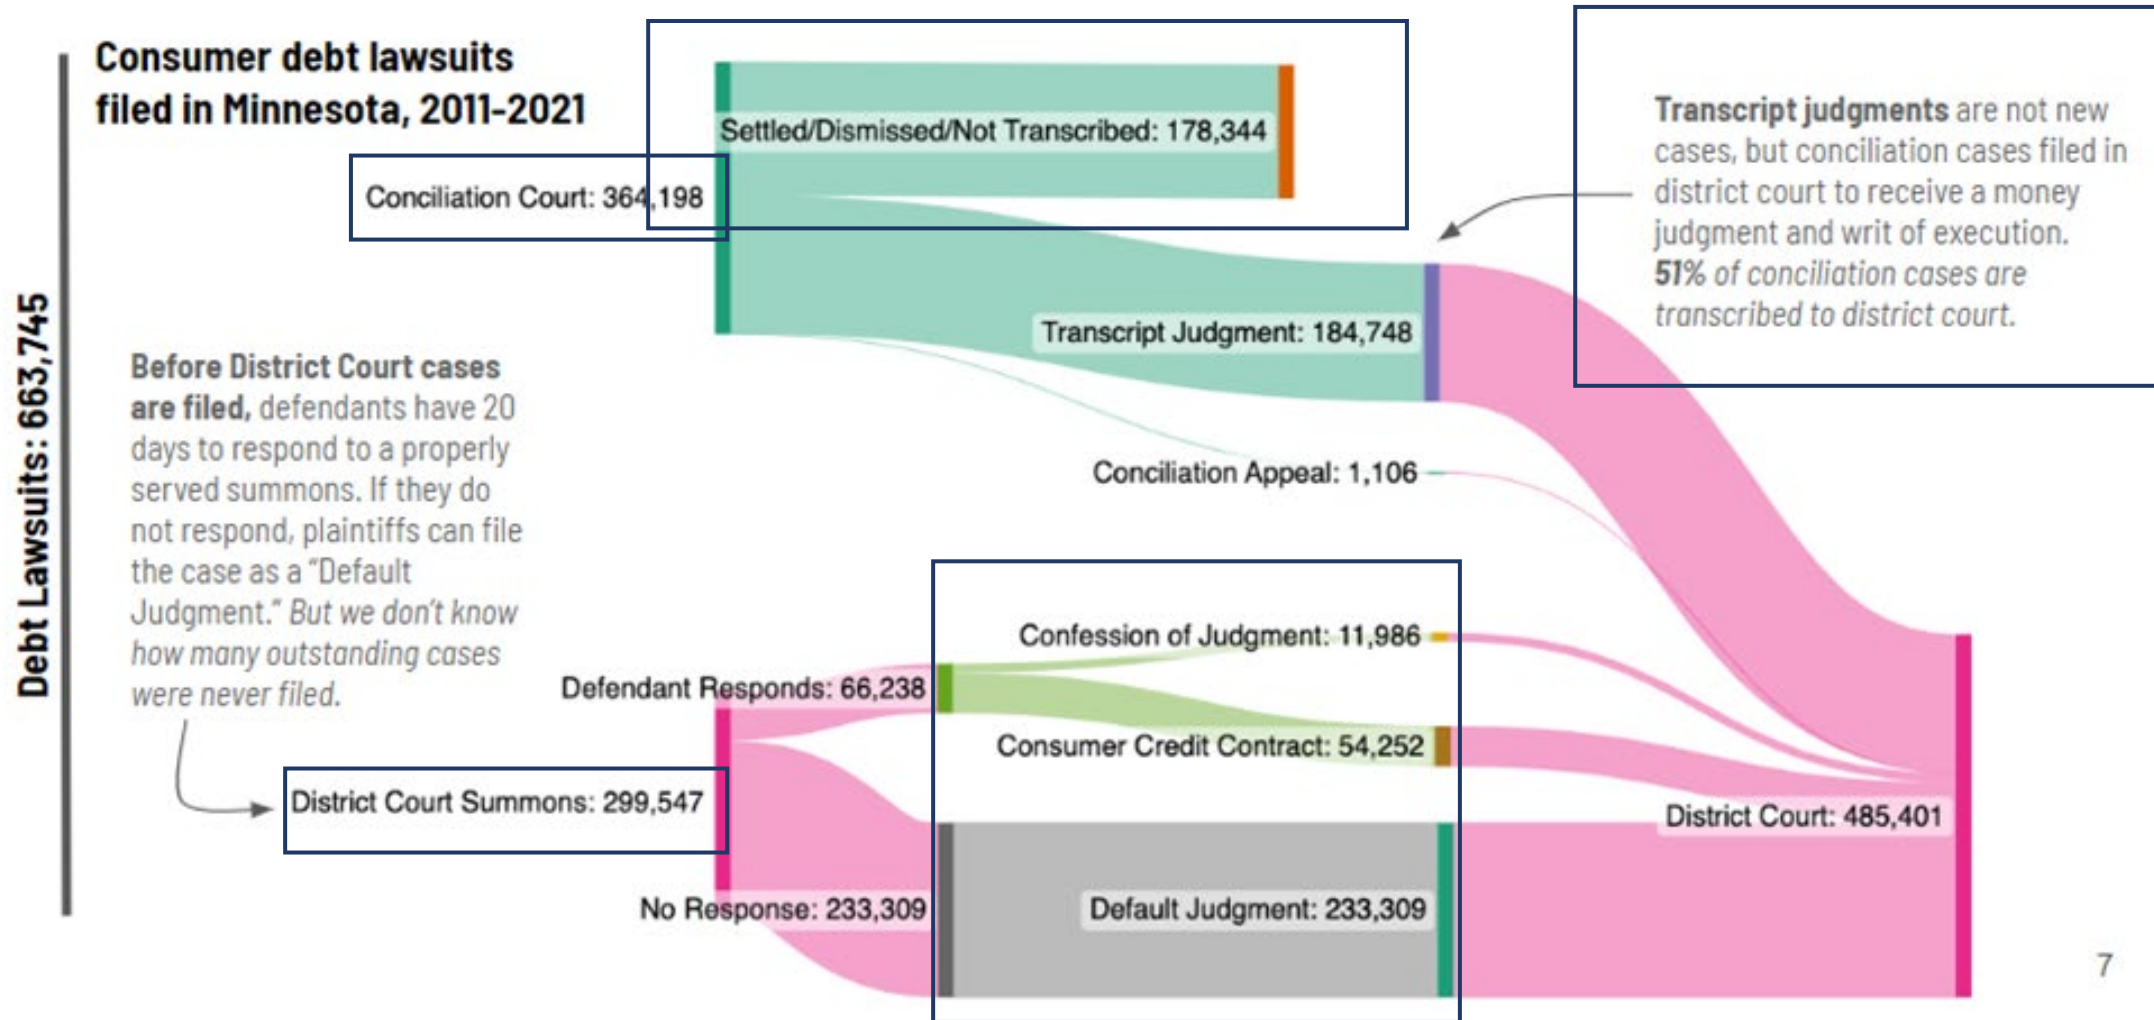 Consumer debt lawsuits
filed in Minnesota, 2011-2021
Debt Lawsuits: 663,745
Settled/Dismissed/Not Transcribed: 178,344
Conciliation Court: 364,198
Transcript judgments are not new
cases, but conciliation cases filed in
district court to receive a money
judgment and writ of execution.
51% of conciliation cases are
transcribed to district court.
Transcript Judgment: 184,748
Before District Court cases
are filed, defendants have 20
days to respond to a properly
served summons. If they do
not respond, plaintiffs can file
the case as a “Default
Judgment.” But we don’t know
how many outstanding cases
were never filed.
Conciliation Appeal: 1,106
Confession of Judgment: 11,986
Defendant Responds: 66,238
Consumer Credit Contract: 54,252
District Court Summons: 299,547
District Court: 485,401
No Response: 233,309
Default Judgment: 233,309
7